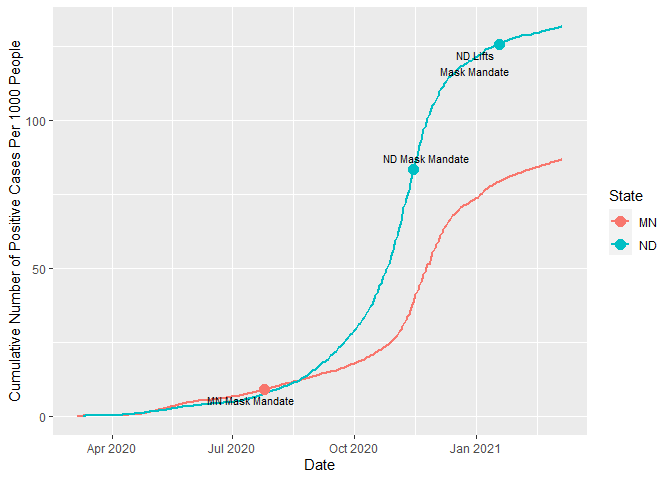 Cumulative Number of Positive Cases Per 1000 People
100
50
0
ND Lifts
Mask Mandate
ND Mask Mandate
MN Mask Mandate
Apr 2020
Jul 2020
Oct 2020
Jan 2021
Date
State
MN
ND